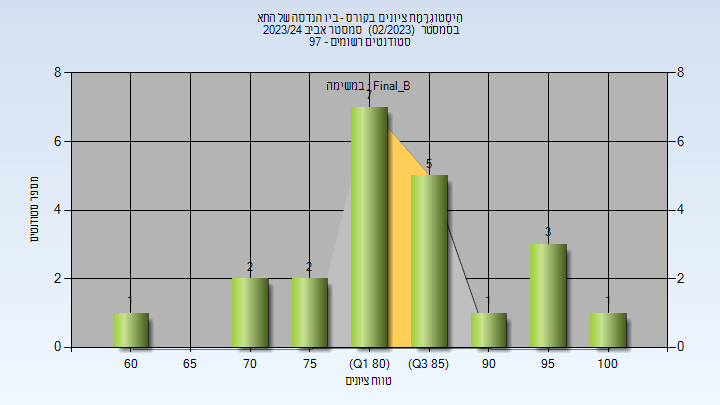 היסטוגרמת ציונים בקורס - ביו הנדסה של התא
בסמסטר (02/2023) סמסטר אביב 2023/24
סטודנטים רשומים - 97
במשימה : Final_B
8 8
6 6
4 4
2 2
0 0
מספר סטודנטים
1 2 2 7 5 1 3 1
60 65 70 75 (Q1 80) (Q3 85) 90 95 100
טווח ציונים